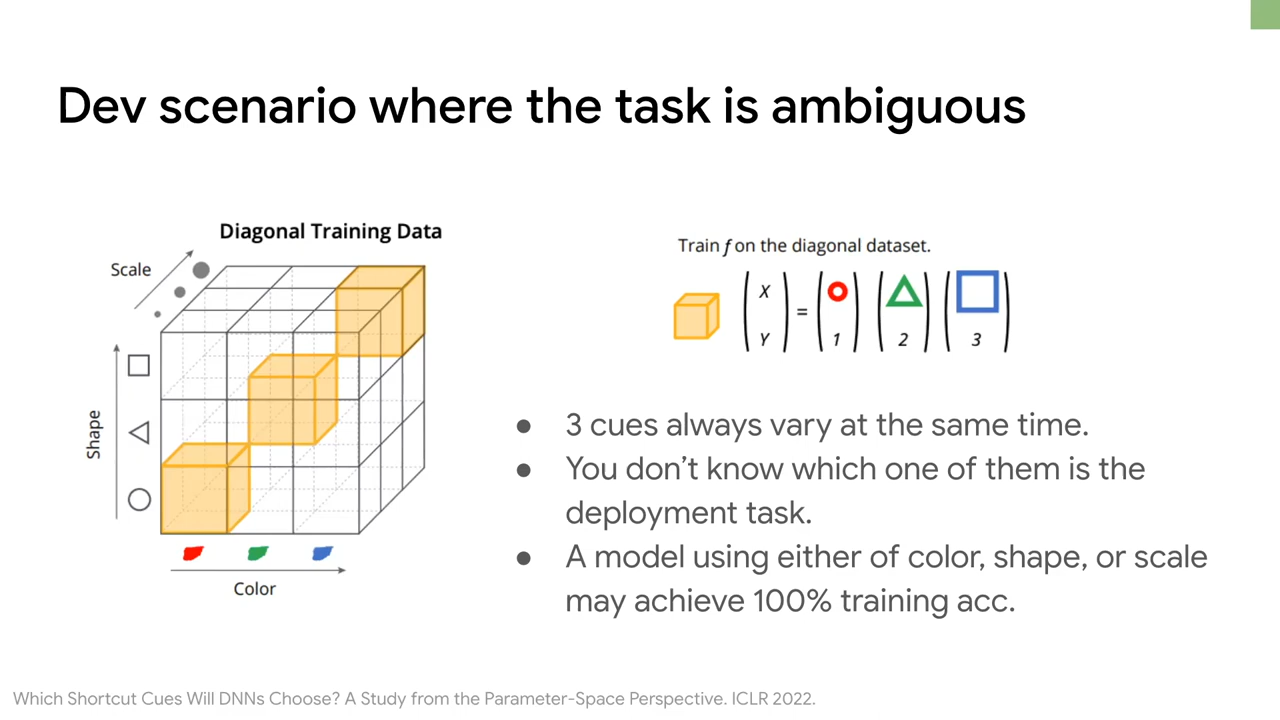 Dev scenario where the task is ambiguous
Diagonal Training Data
Scale
Shape
Color
Train f on the diagonal dataset.
X
Y
=
1
2
3
● 3 cues always vary at the same time.
● You don’t know which one of them is the
deployment task.
● A model using either of color, shape, or scale
may achieve 100% training acc.
Which Shortcut Cues Will DNNs Choose? A Study from the Parameter-Space Perspective. ICLR 2022.